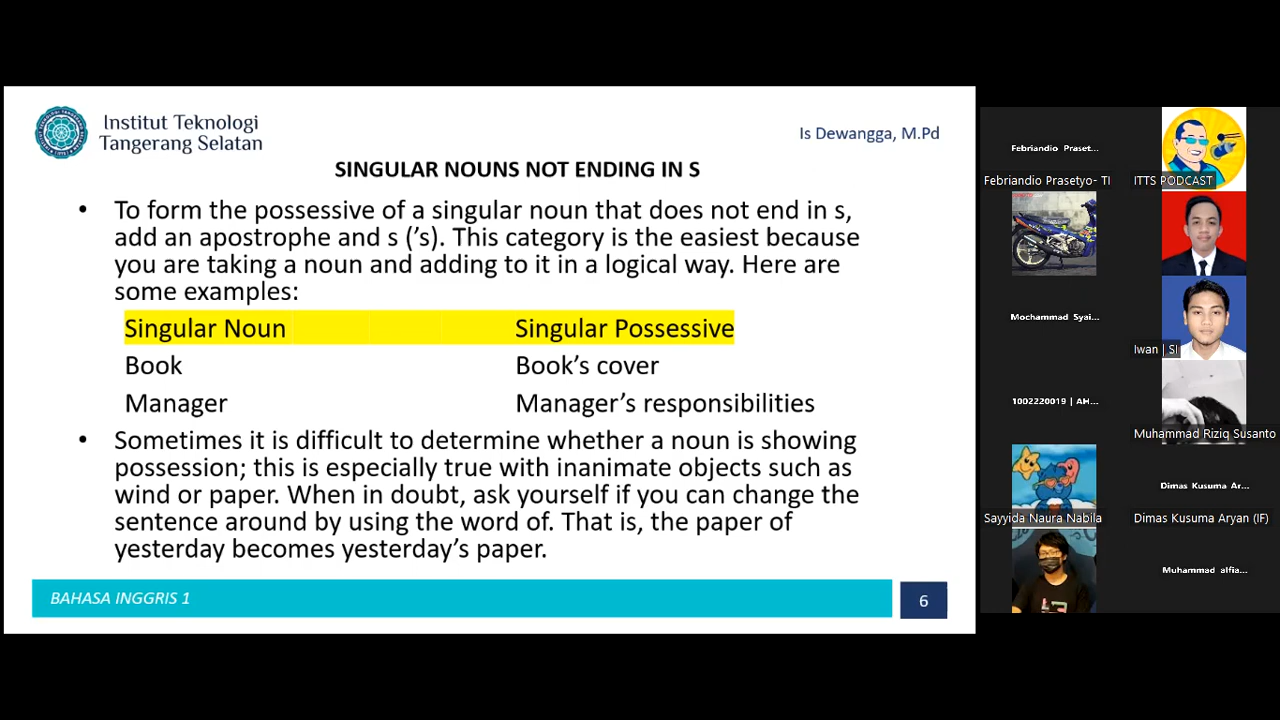 Institut Teknologi
Tangerang Selatan
Is Dewangga, M.Pd
SINGULAR NOUNS NOT ENDING IN S
• To form the possessive of a singular noun that does not end in s,
add an apostrophe and s (’s). This category is the easiest because
you are taking a noun and adding to it in a logical way. Here are
some examples:
Singular Noun Singular Possessive
Book Book’s cover
Manager Manager’s responsibilities
• Sometimes it is difficult to determine whether a noun is showing
possession; this is especially true with inanimate objects such as
wind or paper. When in doubt, ask yourself if you can change the
sentence around by using the word of. That is, the paper of
yesterday becomes yesterday’s paper.
BAHASA INGGRIS 1
6
Febriandio Praset...
Febriandio Prasetyo- TI
ITTS PODCAST
Mochammad Syai...
Iwan | SI
1002220019 | AH...
Muhammad Riziq Susanto
Sayyida Naura Nabila
Dimas Kusuma Ar...
Dimas Kusuma Aryan (IF)
Muhammad alfia...